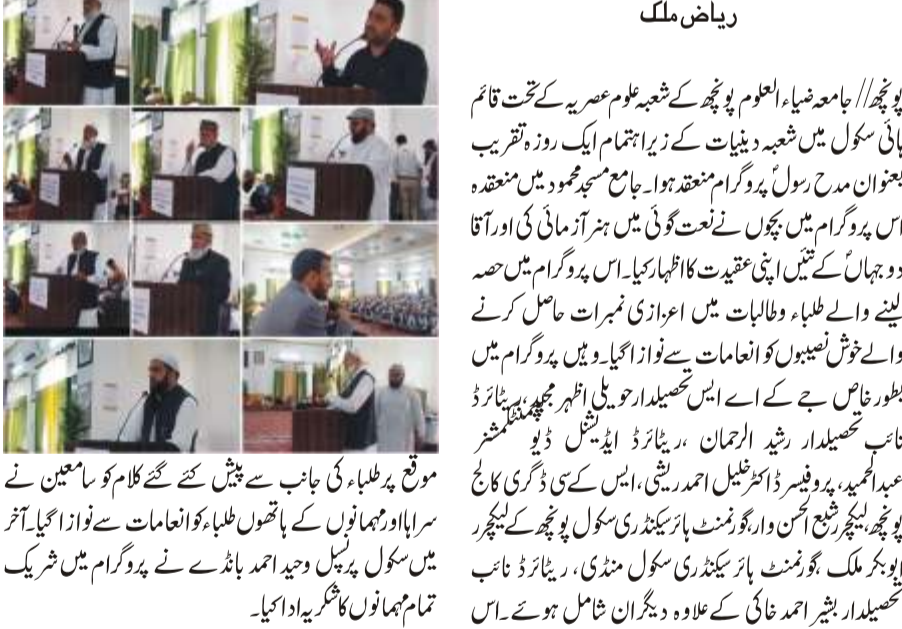 ریاض ملک
پونچھ// جامعہ ضیاء العلوم پونچھ کے شعبہ علوم عصریہ کے تحت قائم
ہائی سکول میں شعبہ دینیات کے زیر اہتمام ایک روزہ تقریب
بعنوان مدح رسولؐ پروگرام منعقد ہوا۔ جامع مسجد محمود میں منعقدہ
اس پروگرام میں بچوں نے نعت گوئی میں ہنر آزمائی کی اور آقا
دو جہاںؐ کے تئیں اپنی عقیدت کا اظہار کیا۔ اس پروگرام میں حصہ
لینے والے طلباء وطالبات میں اعزازی نمبرات حاصل کرنے
والے خوش نصیبوں کو انعامات سے نوازا گیا۔ وہیں پروگرام میں
بطور خاص جے کے اے ایس تحصیلدار حویلی اظہر مجید، ریٹائرڈ
نائب تحصیلدار رشید الرحمان ،ریٹائرڈ ایڈیشنل ڈیولپمنٹ کمشنر
عبدالحمید، پروفیسر ڈاکٹر خلیل احمد ریشی، ایس کے سی ڈگری کالج
پونچھ، لیکچرر شیع الحسن وار، گورنمنٹ ہائر سیکنڈری سکول پونچھ کے لیکچرر
ابو بکر ملک ،گورنمنٹ ہائر سیکنڈری سکول منڈی، ریٹائرڈ نائب
تحصیلدار بشیر احمد خاکی کے علاوہ دیگران شامل ہوئے۔ اس
موقع پر طلباء کی جانب سے پیش کئے گئے کلام کو سامعین نے
سراہا اور مہمانوں کے ہاتھوں طلباء کو انعامات سے نوازا گیا۔ آخر
میں سکول پرنسپل وحید احمد بانڈے نے پروگرام میں شریک
تمام مہمانوں کا شکریہ ادا کیا۔